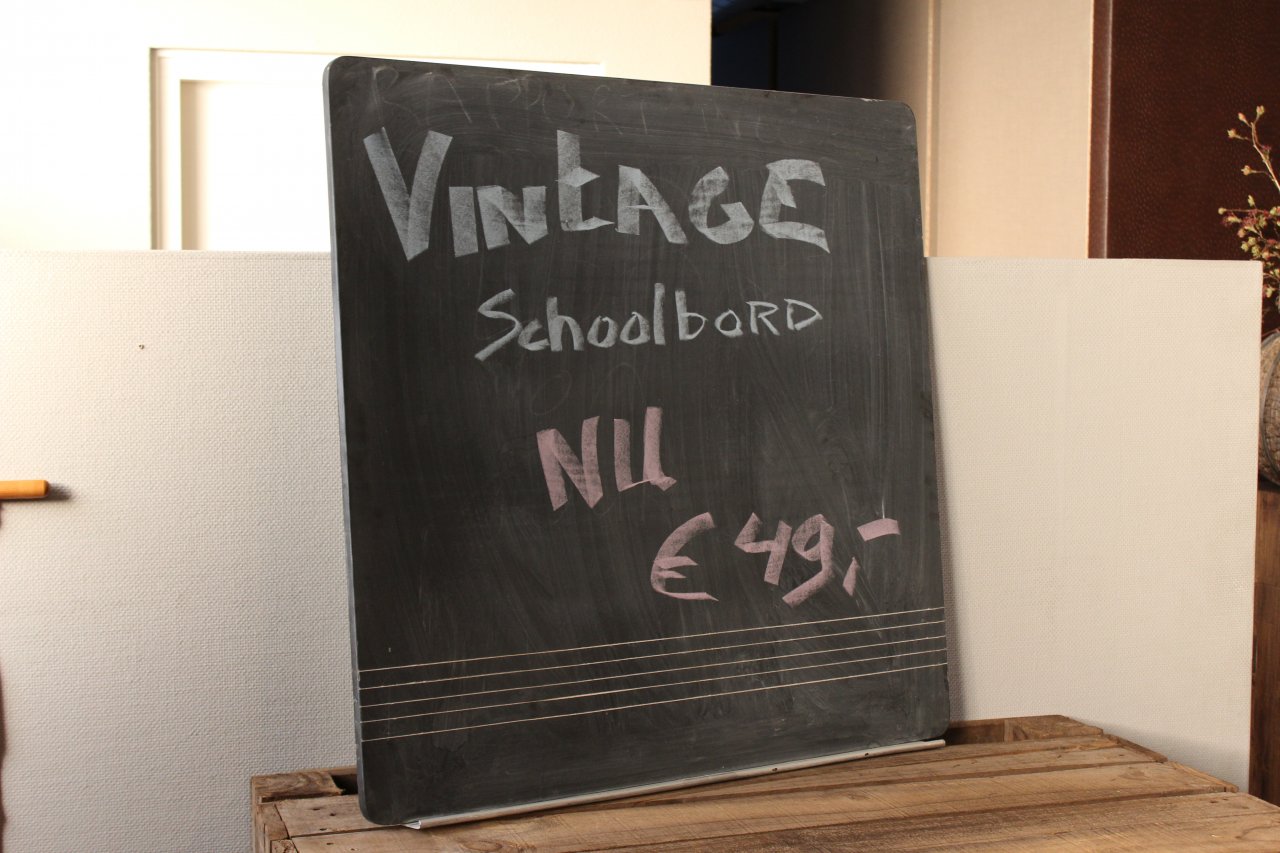 VINtAGE
SchoolboRD
NU
€ 49,-